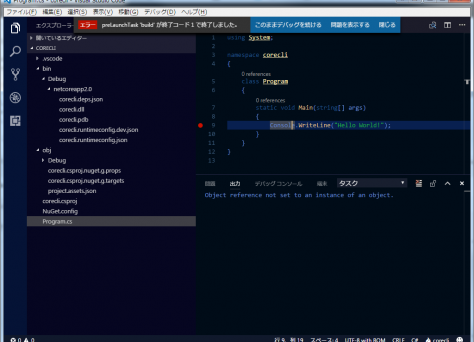 Program.cs - corecli - Visual Studio Code
ファイル(F) 編集(E) 選択(S) 表示(V) 移動(G) デバッグ(D) ヘルプ(H)
エクスプローラー
エラー preLaunchTask 'build' が終了コード 1 で終了しました。 このままデバッグを続ける 問題を表示する 閉じる
開いているエディター
CORECLI
.vscode
bin
Debug
netcoreapp2.0
corecli.deps.json
corecli.dll
corecli.pdb
corecli.runtimeconfig.dev.json
corecli.runtimeconfig.json
obj
Debug
corecli.csproj.nuget.g.props
corecli.csproj.nuget.g.targets
project.assets.json
corecli.csproj
NuGet.config
Program.cs
1 using System;
2
3 namespace corecli
4 {
0 references
5 class Program
6 {
0 references
7 static void Main(string[] args)
8 {
9 Console.WriteLine("Hello World!");
10 }
11 }
12 }
13
問題 出力 デバッグ コンソール 端末 タスク
Object reference not set to an instance of an object.
0 0 行 9、列 19 スペース: 4 UTF-8 with BOM CRLF C# corecli